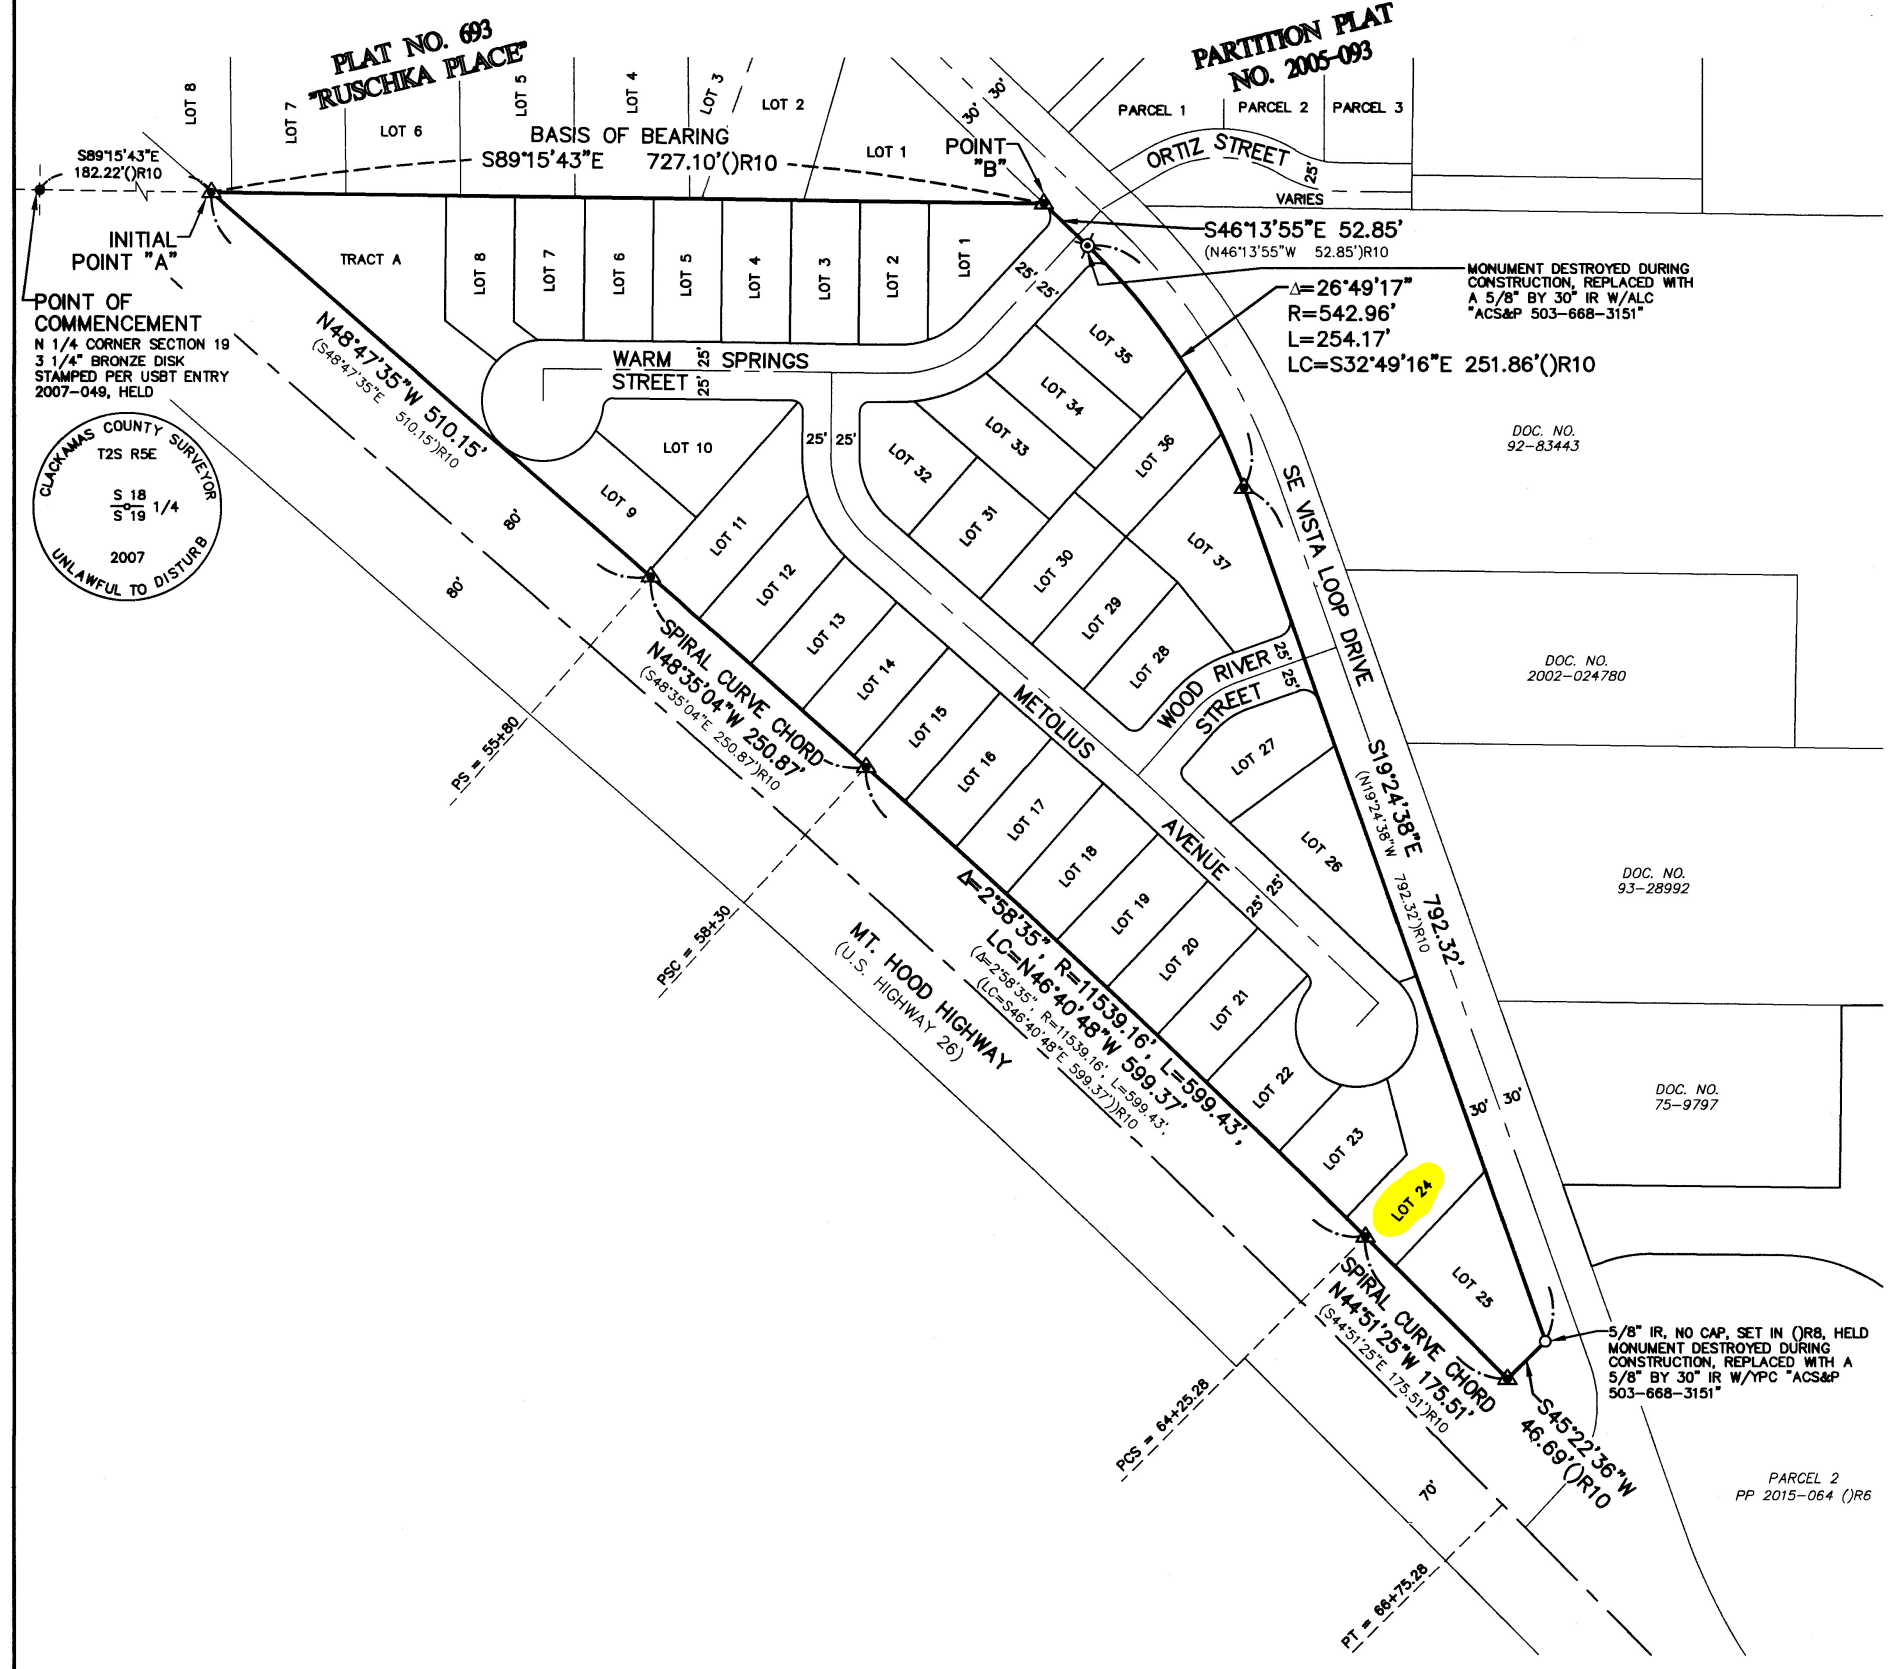 PLAT NO. 693
"RUSCHKA PLACE"
PARTITION PLAT
NO. 2005-093
LOT 8
LOT 7
LOT 6
LOT 5
LOT 4
LOT 3
LOT 2
LOT 1
30' 30'
PARCEL 1
PARCEL 2
PARCEL 3
ORTIZ STREET
25'
VARIES
BASIS OF BEARING
S89°15'43"E 727.10'()R10
POINT
"B"
S89°15'43"E
182.22'()R10
INITIAL
POINT "A"
POINT OF
COMMENCEMENT
N 1/4 CORNER SECTION 19
3 1/4" BRONZE DISK
STAMPED PER USBT ENTRY
2007-049, HELD
CLACKAMAS COUNTY SURVEYOR
T2S R5E
S 18
S 19
1/4
2007
UNLAWFUL TO DISTURB
S46°13'55"E 52.85'
(N46°13'55"W 52.85')R10
MONUMENT DESTROYED DURING
CONSTRUCTION, REPLACED WITH
A 5/8" BY 30" IR W/ALC
"ACS&P 503-668-3151"
Δ=26°49'17"
R=542.96'
L=254.17'
LC=S32°49'16"E 251.86'()R10
TRACT A
LOT 8
LOT 7
LOT 6
LOT 5
LOT 4
LOT 3
LOT 2
LOT 1
25' 25'
WARM SPRINGS
STREET
25' 25'
N48°47'35"W 510.15'
(S48°47'35"E 510.15')R10
LOT 35
LOT 34
LOT 33
LOT 32
LOT 36
LOT 31
LOT 30
LOT 37
LOT 29
LOT 28
25' 25'
LOT 10
LOT 9
LOT 11
LOT 12
LOT 13
LOT 14
LOT 15
LOT 16
LOT 17
LOT 18
LOT 19
LOT 20
LOT 21
LOT 22
LOT 23
LOT 24
LOT 25
LOT 26
LOT 27
80'
80'
DOC. NO.
92-83443
SE VISTA LOOP DRIVE
WOOD RIVER
STREET
25' 25'
METOLIUS
AVENUE
25' 25'
DOC. NO.
2002-024780
SPIRAL CURVE CHORD
N48°35'04"W 250.87'
(S48°35'04"E 250.87')R10
PS = 55+80
PSC = 58+30
S19°24'38"E 792.32'
(N19°24'38"W 792.32')R10
DOC. NO.
93-28992
Δ=2°58'35", R=11539.16', L=599.43',
LC=N46°40'48"W 599.37'
(Δ=2°58'35", R=11539.16', L=599.43',
(LC=S46°40'48"E 599.37'))R10
MT. HOOD HIGHWAY
(U.S. HIGHWAY 26)
30' 30'
DOC. NO.
75-9797
SPIRAL CURVE CHORD
N44°51'25"W 175.51'
(S44°51'25"E 175.51')R10
PCS = 64+25.28
5/8" IR, NO CAP, SET IN ()R8, HELD
MONUMENT DESTROYED DURING
CONSTRUCTION, REPLACED WITH A
5/8" BY 30" IR W/YPC "ACS&P
503-668-3151"
S45°22'36"W
46.69'()R10
70'
PARCEL 2
PP 2015-064 ()R6
PT = 66+75.28